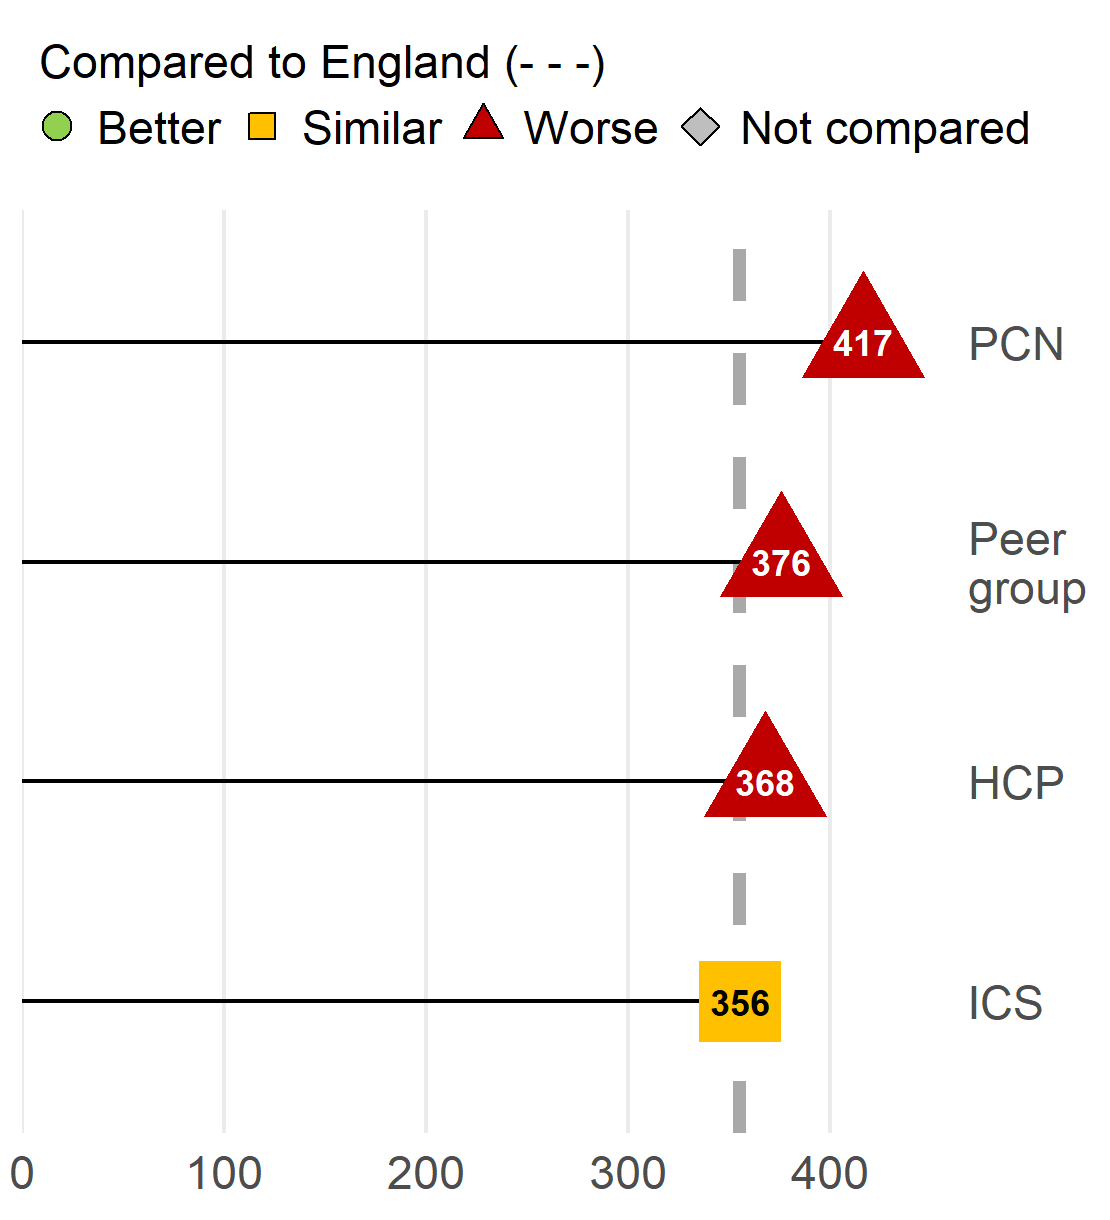 Compared to England (- - -)
Better Similar Worse Not compared
417 PCN
376 Peer
group
368 HCP
356 ICS
0 100 200 300 400